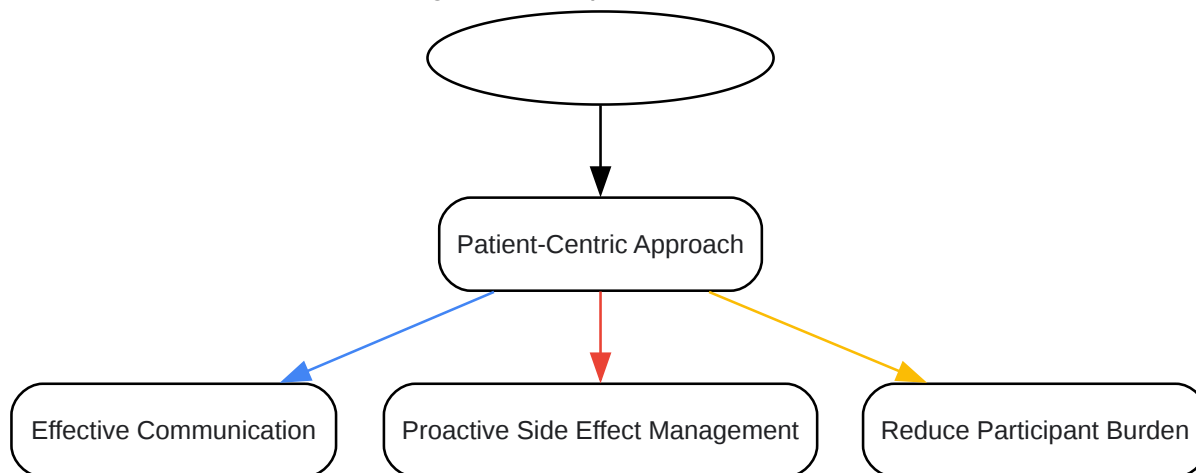 Patient-Centric Approach
Effective Communication
Proactive Side Effect Management
Reduce Participant Burden